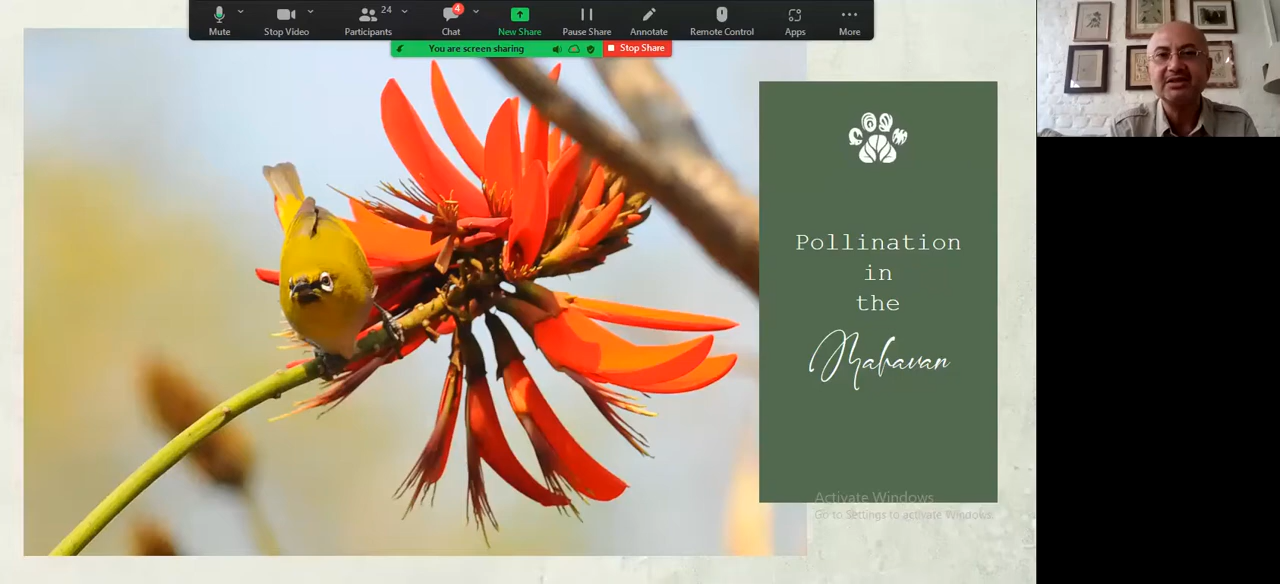 24
4
Mute
Stop Video
Participants
Chat
New Share
Pause Share
Annotate
Remote Control
Apps
More
You are screen sharing
Stop Share
Pollination
in
the
Mahavan
Activate Windows
Go to Settings to activate Windows.